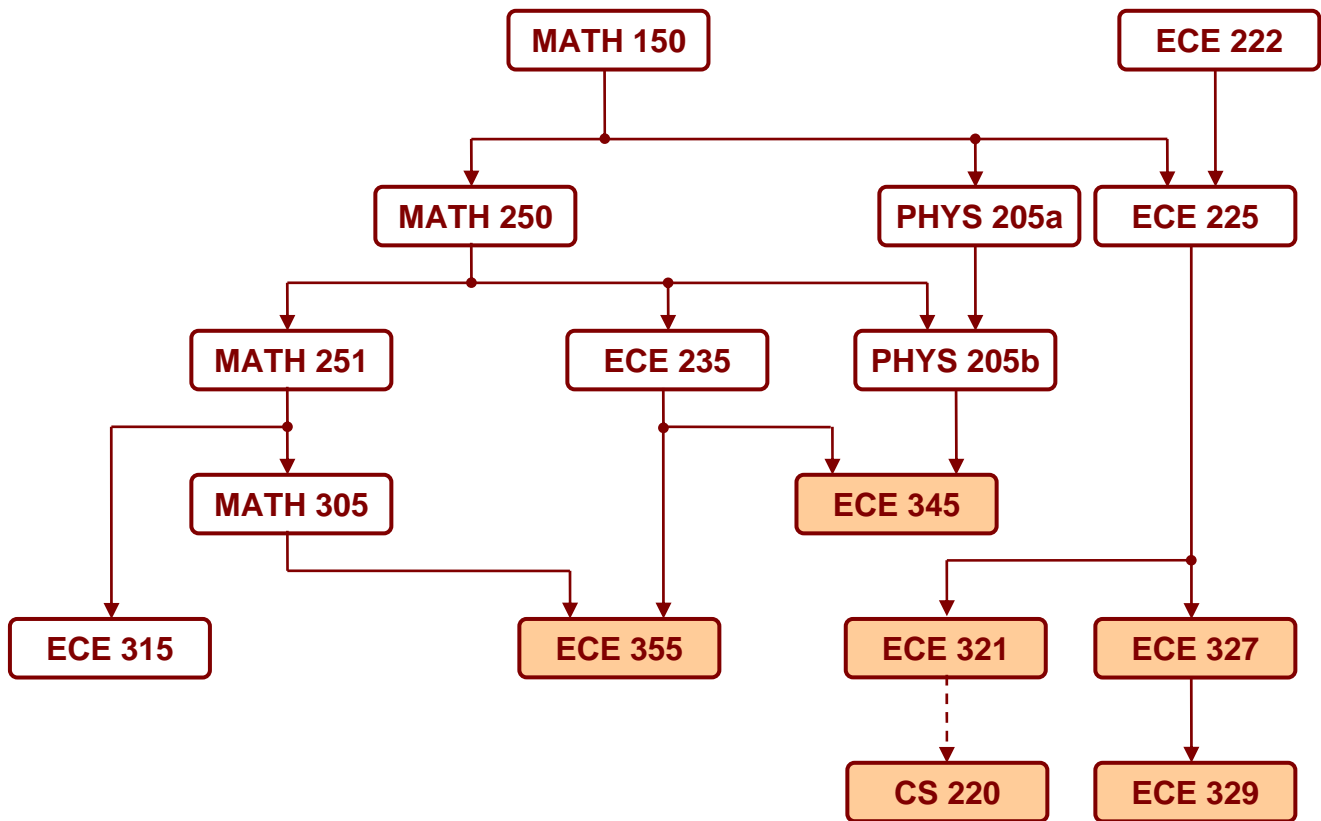 MATH 150
ECE 222
MATH 250
PHYS 205a
ECE 225
MATH 251
ECE 235
PHYS 205b
MATH 305
ECE 345
ECE 315
ECE 355
ECE 321
ECE 327
CS 220
ECE 329